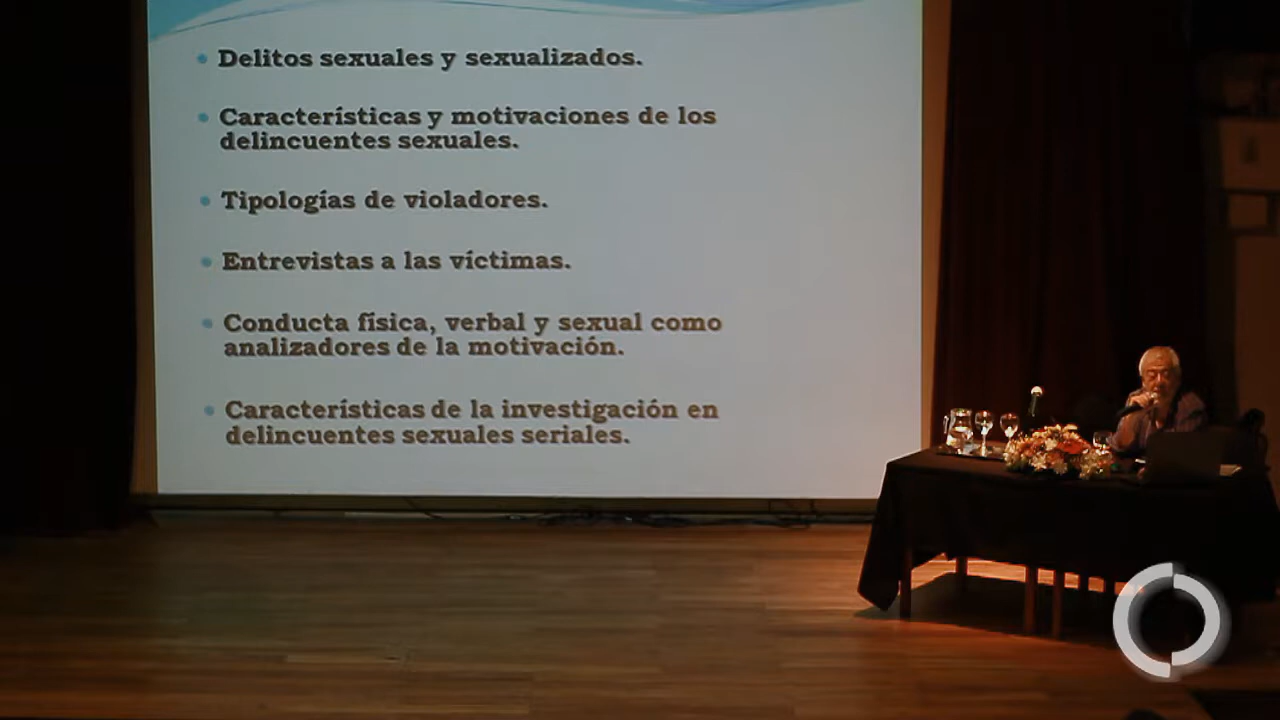 Delitos sexuales y sexualizados.
Características y motivaciones de los
delincuentes sexuales.
Tipologías de violadores.
Entrevistas a las víctimas.
Conducta física, verbal y sexual como
analizadores de la motivación.
Características de la investigación en
delincuentes sexuales seriales.